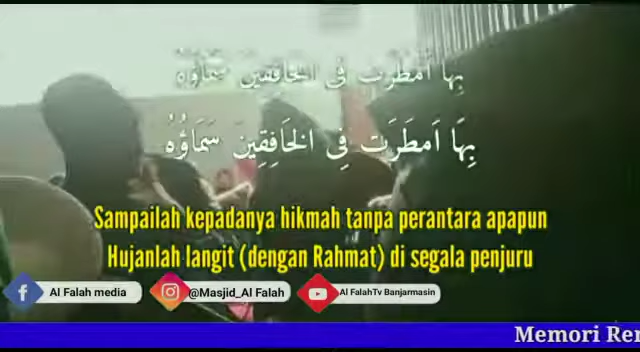 بِهَا اَمطَرَت فِى الخَافِقِينَ سَمَاؤُهُ
بِهَا اَمطَرَت فِى الخَافِقِينَ سَمَاؤُهُ
Sampailah kepadanya hikmah tanpa perantara apapun
Hujanlah langit (dengan Rahmat) di segala penjuru
Al Falah media
@Masjid_Al Falah
Al FalahTv Banjarmasin
Memori Rer